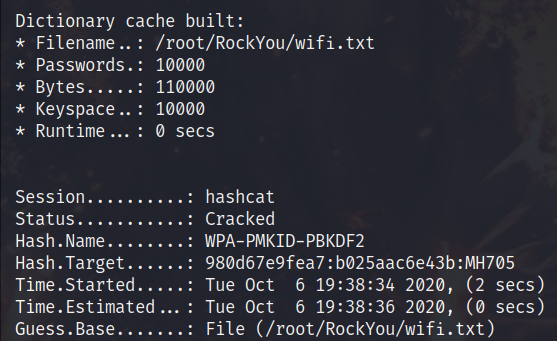 Dictionary cache built:
* Filename..: /root/RockYou/wifi.txt
* Passwords.: 10000
* Bytes.....: 110000
* Keyspace..: 10000
* Runtime...: 0 secs
Session..........: hashcat
Status...........: Cracked
Hash.Name........: WPA-PMKID-PBKDF2
Hash.Target......: 980d67e9fea7:b025aac6e43b:MH705
Time.Started.....: Tue Oct  6 19:38:34 2020, (2 secs)
Time.Estimated...: Tue Oct  6 19:38:36 2020, (0 secs)
Guess.Base.......: File (/root/RockYou/wifi.txt)